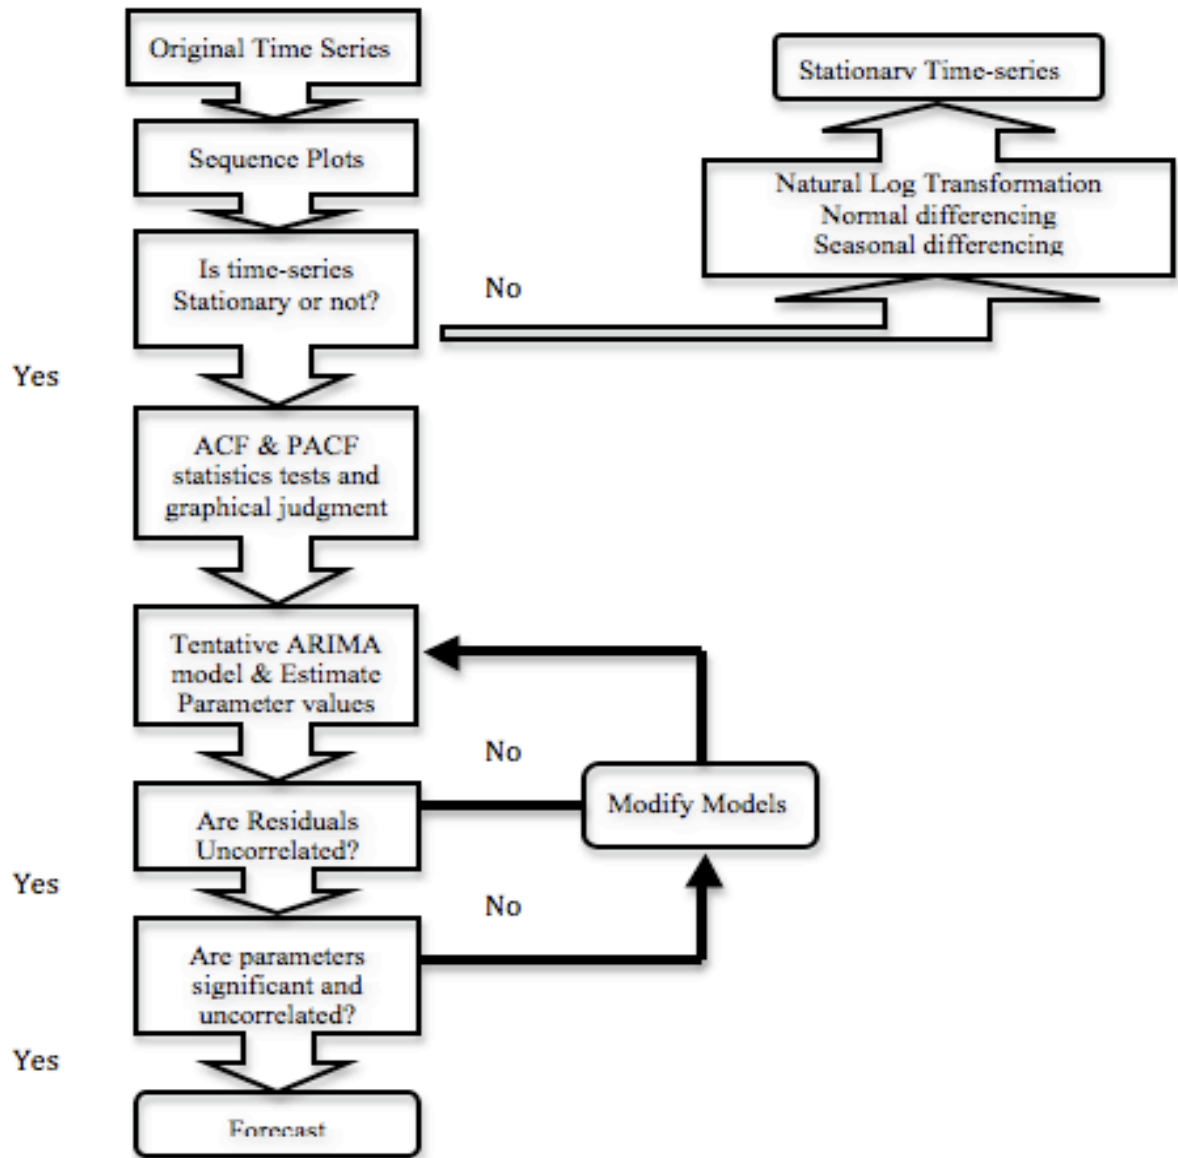 Original Time Series
Stationary Time-series
Sequence Plots
Natural Log Transformation
Normal differencing
Seasonal differencing
Is time-series
Stationary or not?
No
Yes
ACF & PACF
statistics tests and
graphical judgment
Tentative ARIMA
model & Estimate
Parameter values
No
Modify Models
Are Residuals
Uncorrelated?
Yes
No
Are parameters
significant and
uncorrelated?
Yes
Forecast